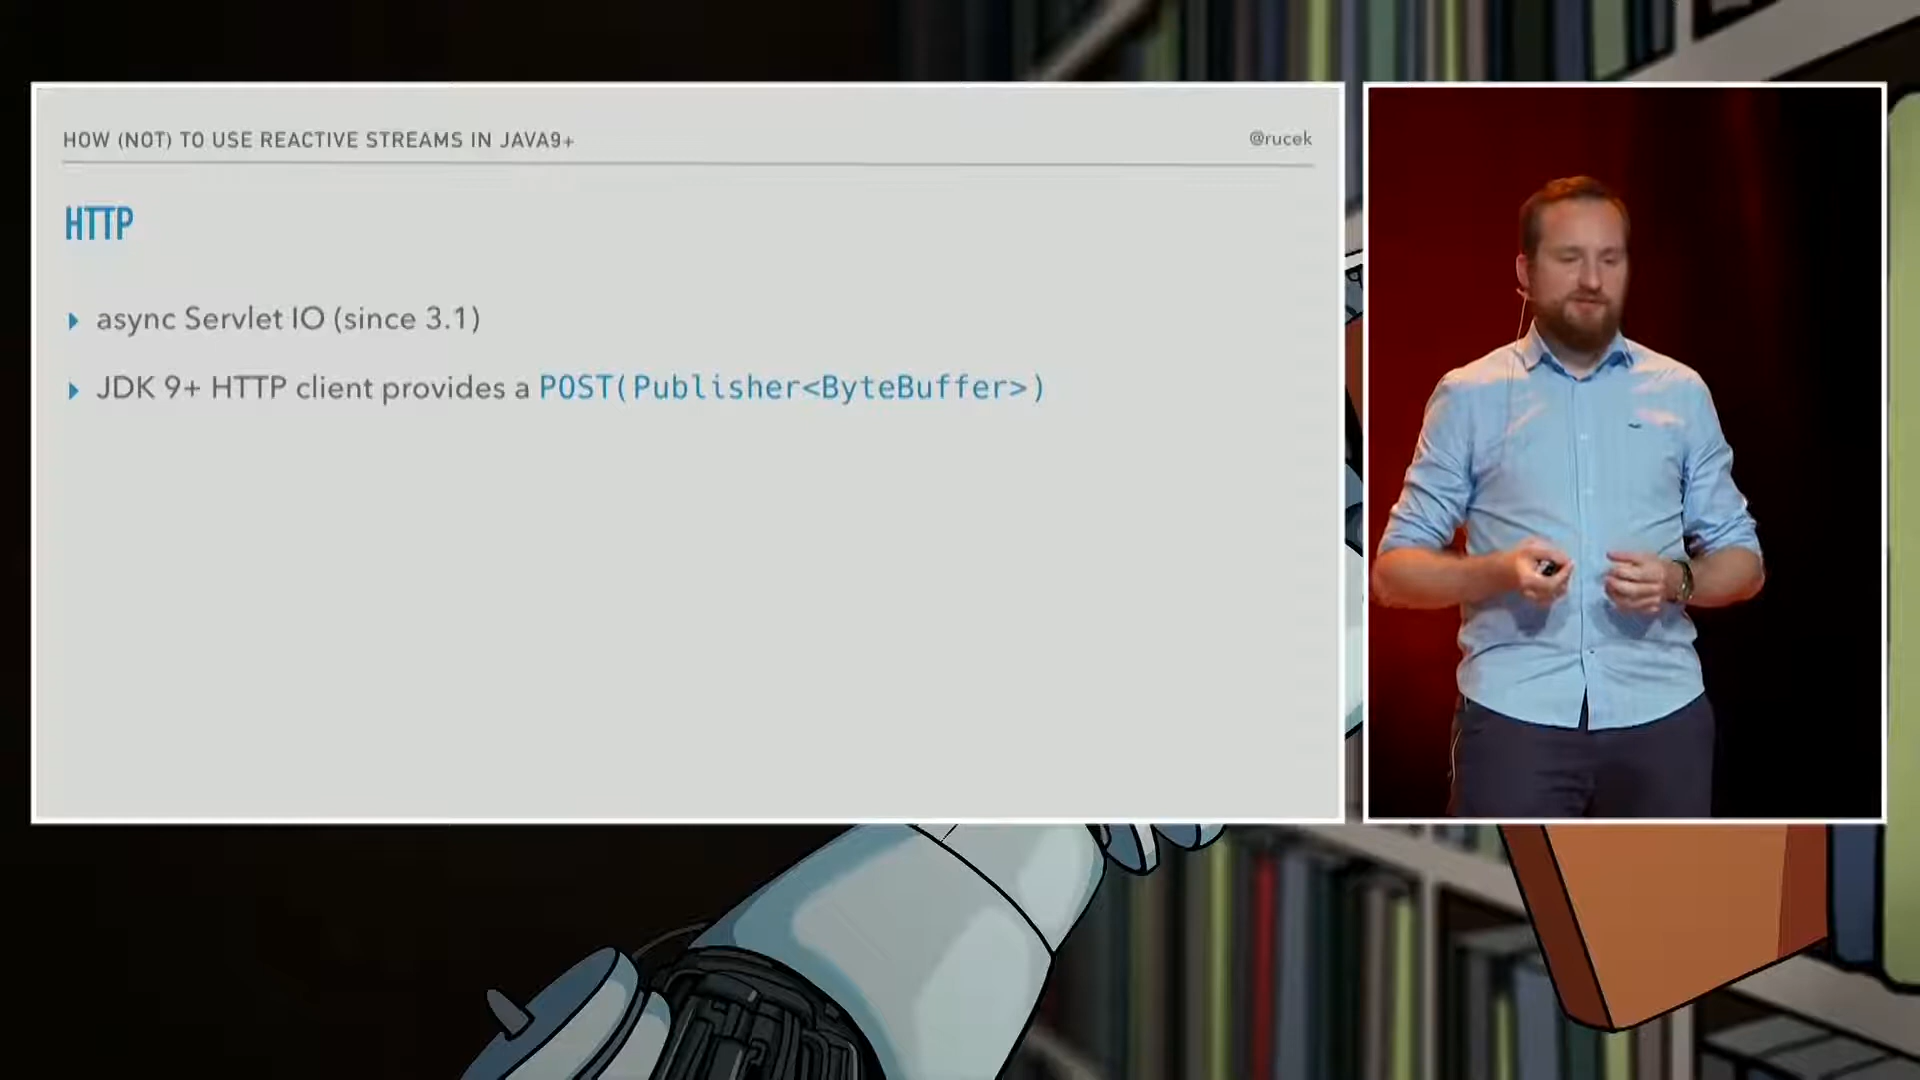 HOW (NOT) TO USE REACTIVE STREAMS IN JAVA9+
@rucek
HTTP
async Servlet IO (since 3.1)
JDK 9+ HTTP client provides a POST(Publisher<ByteBuffer>)